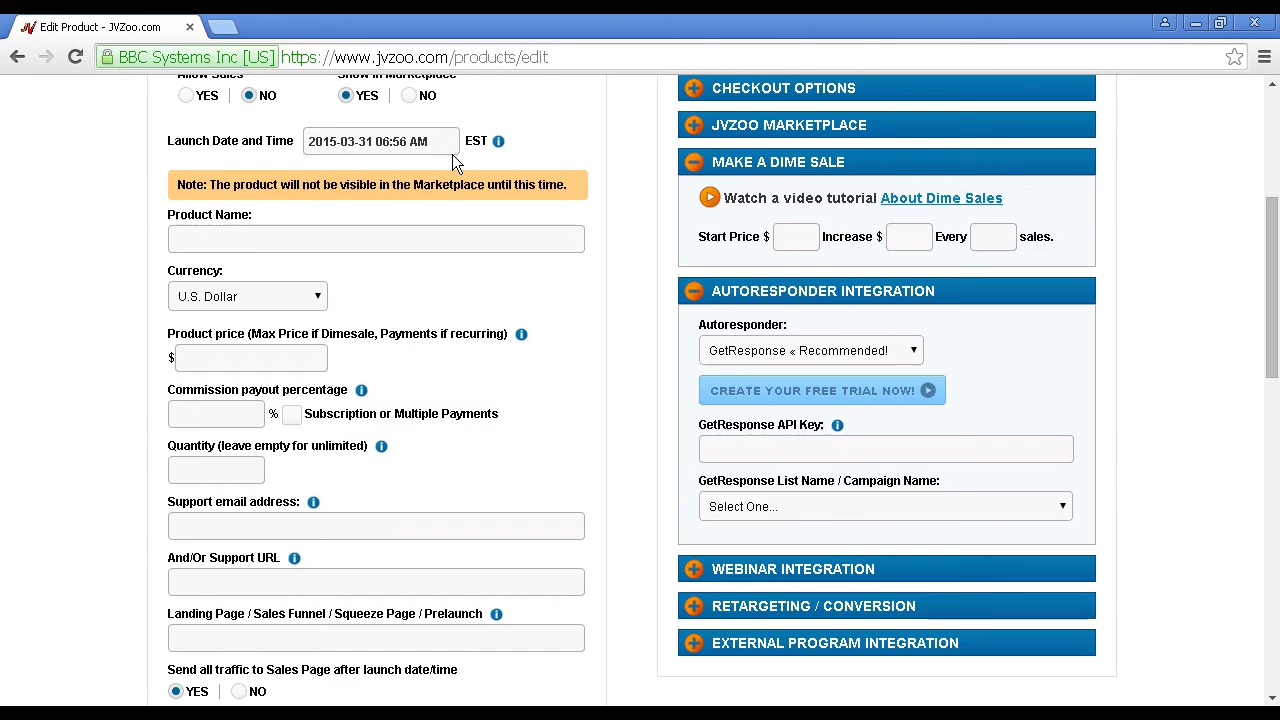 Edit Product - JVZoo.com
BBC Systems Inc [US] https://www.jvzoo.com/products/edit
Allow Sales Show in Marketplace
YES NO YES NO
Launch Date and Time 2015-03-31 06:56 AM EST
Note: The product will not be visible in the Marketplace until this time.
Product Name:
Currency:
U.S. Dollar
Product price (Max Price if Dimesale, Payments if recurring)
$
Commission payout percentage
% Subscription or Multiple Payments
Quantity (leave empty for unlimited)
Support email address:
And/Or Support URL
Landing Page / Sales Funnel / Squeeze Page / Prelaunch
Send all traffic to Sales Page after launch date/time
YES NO
CHECKOUT OPTIONS
JVZOO MARKETPLACE
MAKE A DIME SALE
Watch a video tutorial About Dime Sales
Start Price $ Increase $ Every sales.
AUTORESPONDER INTEGRATION
Autoresponder:
GetResponse « Recommended!
CREATE YOUR FREE TRIAL NOW!
GetResponse API Key:
GetResponse List Name / Campaign Name:
Select One...
WEBINAR INTEGRATION
RETARGETING / CONVERSION
EXTERNAL PROGRAM INTEGRATION